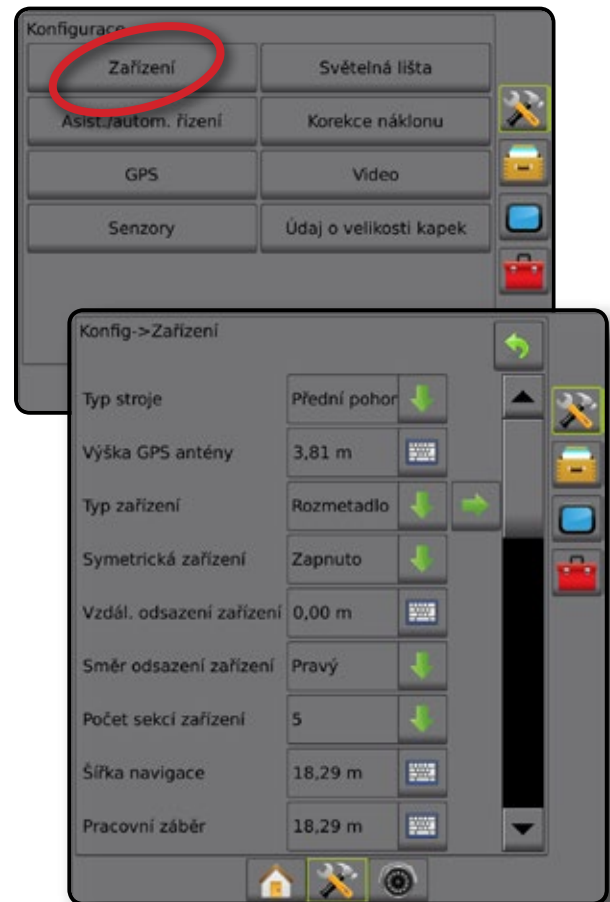 Konfigurace
Zařízení
Světelná lišta
Asist./autom. řízení
Korekce náklonu
GPS
Video
Senzory
Údaj o velikosti kapek
Konfig->Zařízení
Typ stroje
Přední pohor
Výška GPS antény
3,81 m
Typ zařízení
Rozmetadlo
Symetrická zařízení
Zapnuto
Vzdál. odsazení zařízení
0,00 m
Směr odsazení zařízení
Pravý
Počet sekcí zařízení
5
Šířka navigace
18,29 m
Pracovní záběr
18,29 m